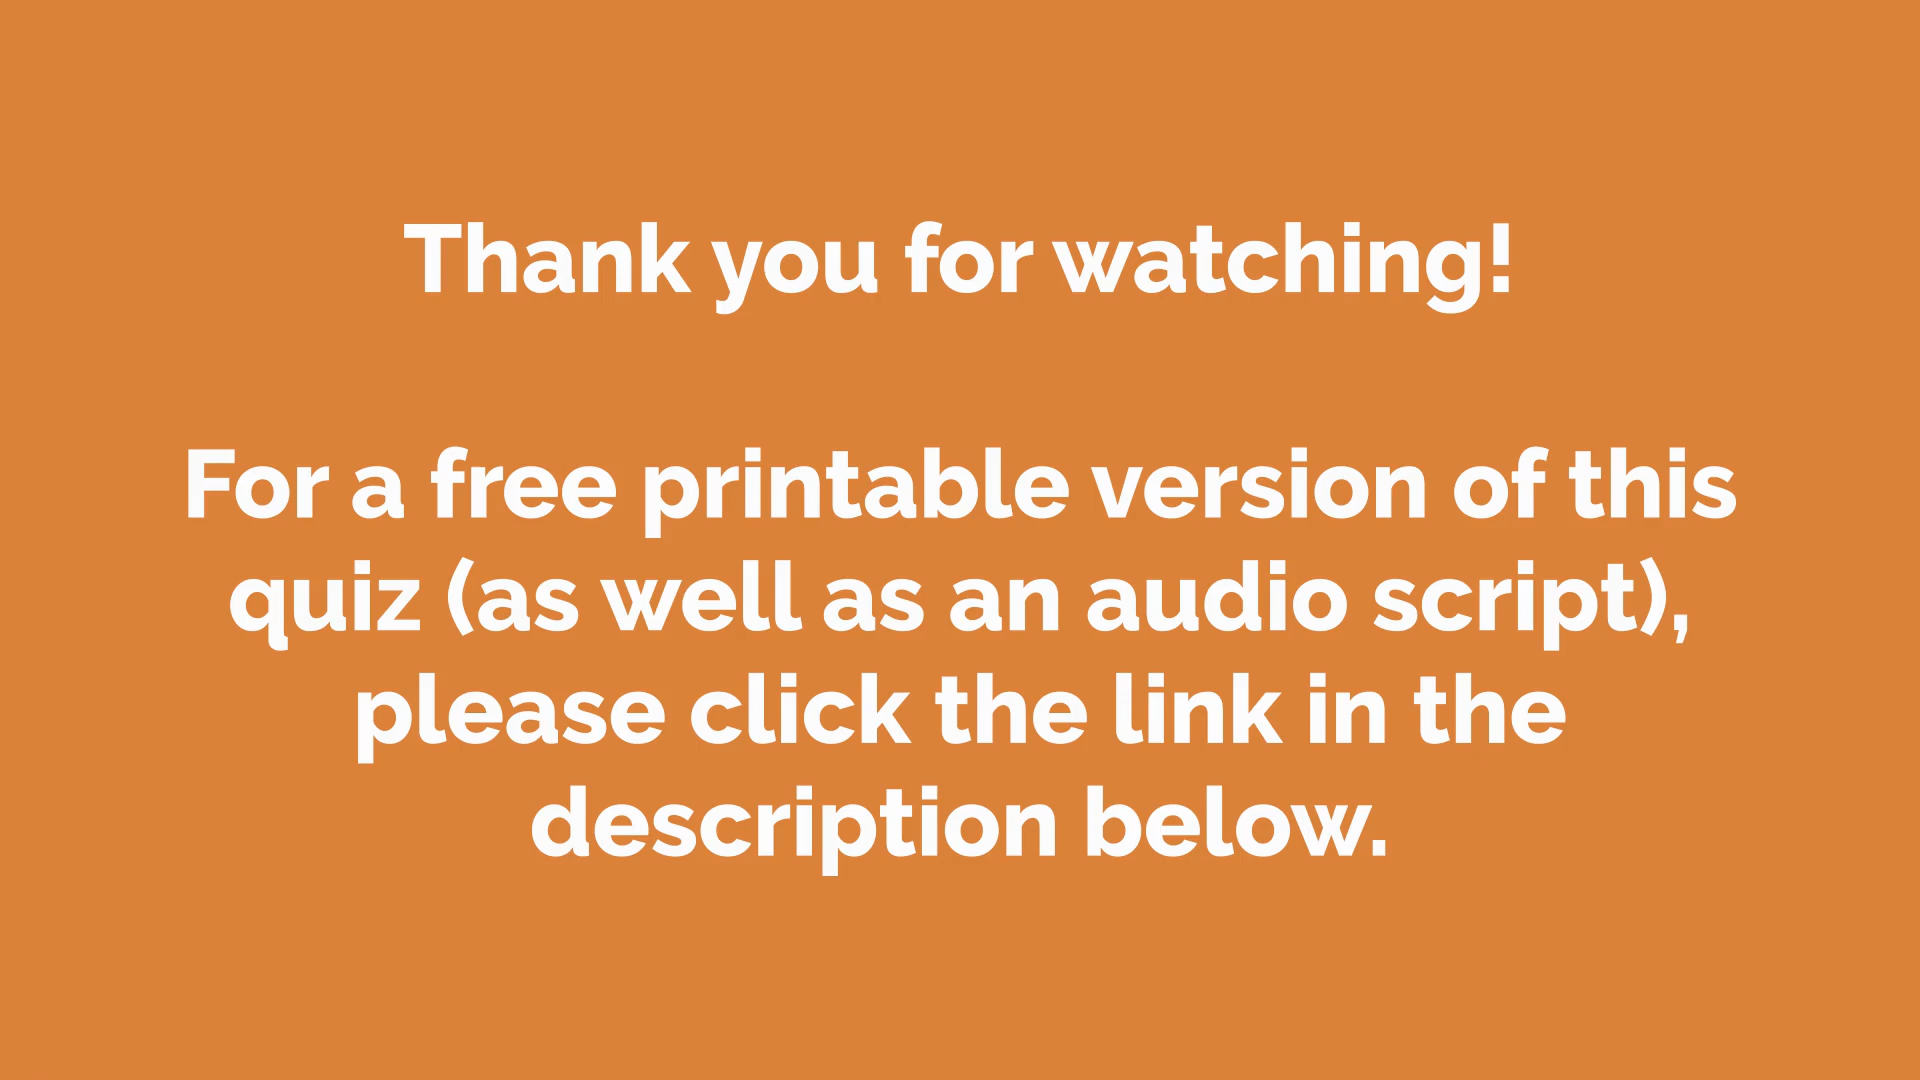 Thank you for watching!
For a free printable version of this
quiz (as well as an audio script),
please click the link in the
description below.